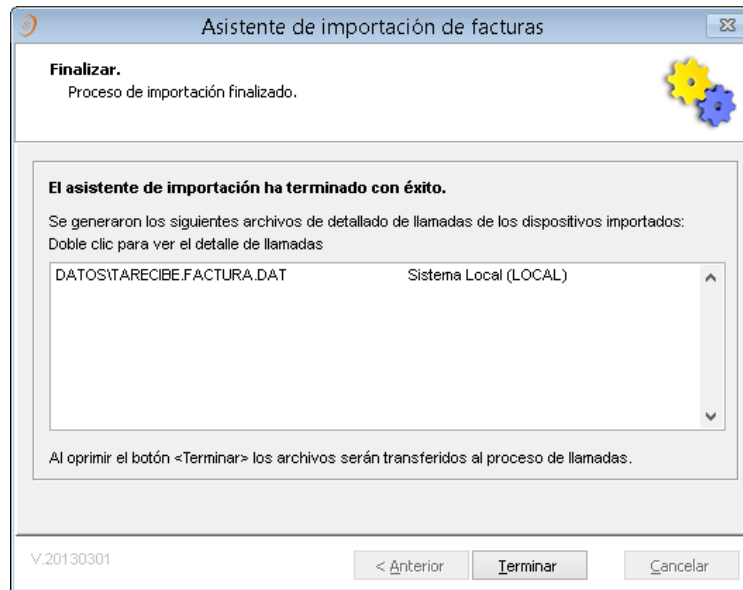 Asistente de importación de facturas
Finalizar.
Proceso de importación finalizado.
El asistente de importación ha terminado con éxito.
Se generaron los siguientes archivos de detallado de llamadas de los dispositivos importados:
Doble clic para ver el detalle de llamadas
DATOS\TARECIBE.FACTURA.DAT Sistema Local (LOCAL)
Al oprimir el botón <Terminar> los archivos serán transferidos al proceso de llamadas.
V.20130301
< Anterior Terminar Cancelar